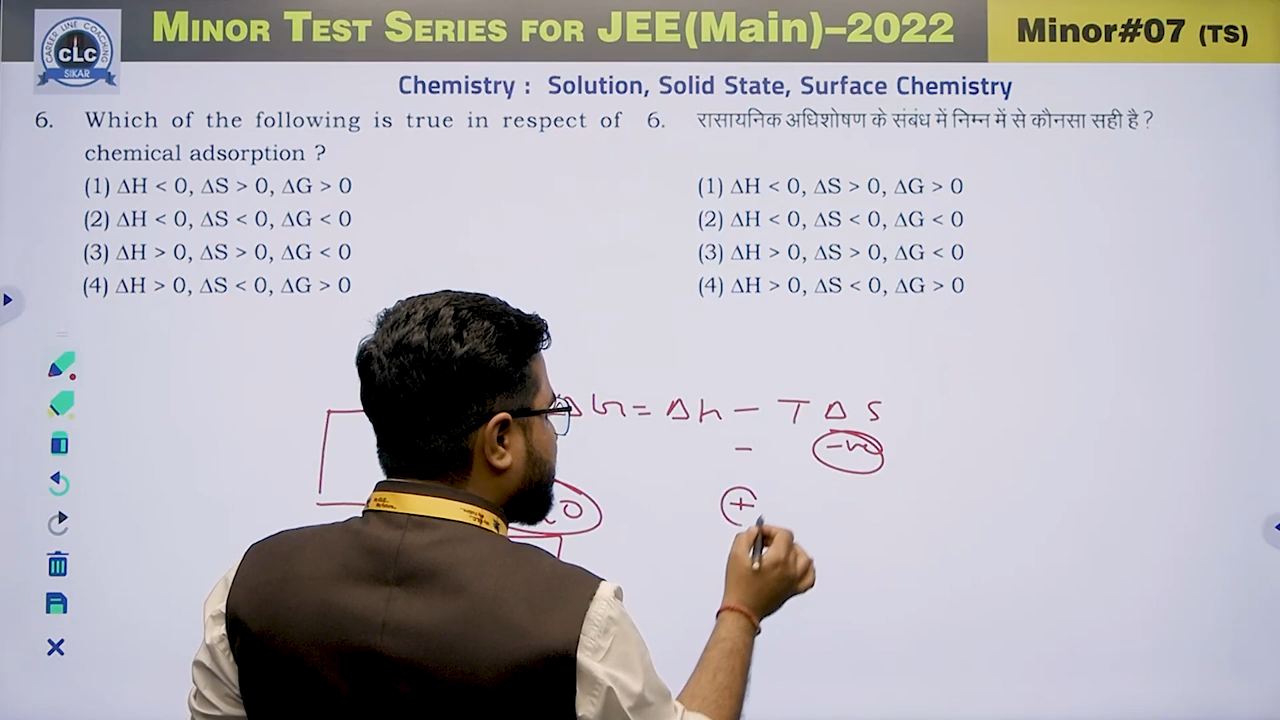 CAREER LINE COACHING
CLC
SIKAR
MINOR TEST SERIES FOR JEE(MAIN)–2022
Minor#07 (TS)
Chemistry : Solution, Solid State, Surface Chemistry
6. Which of the following is true in respect of
chemical adsorption ?
(1) ΔH < 0, ΔS > 0, ΔG > 0
(2) ΔH < 0, ΔS < 0, ΔG < 0
(3) ΔH > 0, ΔS > 0, ΔG < 0
(4) ΔH > 0, ΔS < 0, ΔG > 0
6. रासायनिक अधिशोषण के संबंध में निम्न में से कौनसा सही है ?
(1) ΔH < 0, ΔS > 0, ΔG > 0
(2) ΔH < 0, ΔS < 0, ΔG < 0
(3) ΔH > 0, ΔS > 0, ΔG < 0
(4) ΔH > 0, ΔS < 0, ΔG > 0
ΔG = Δh – T Δ S
– –ve
+